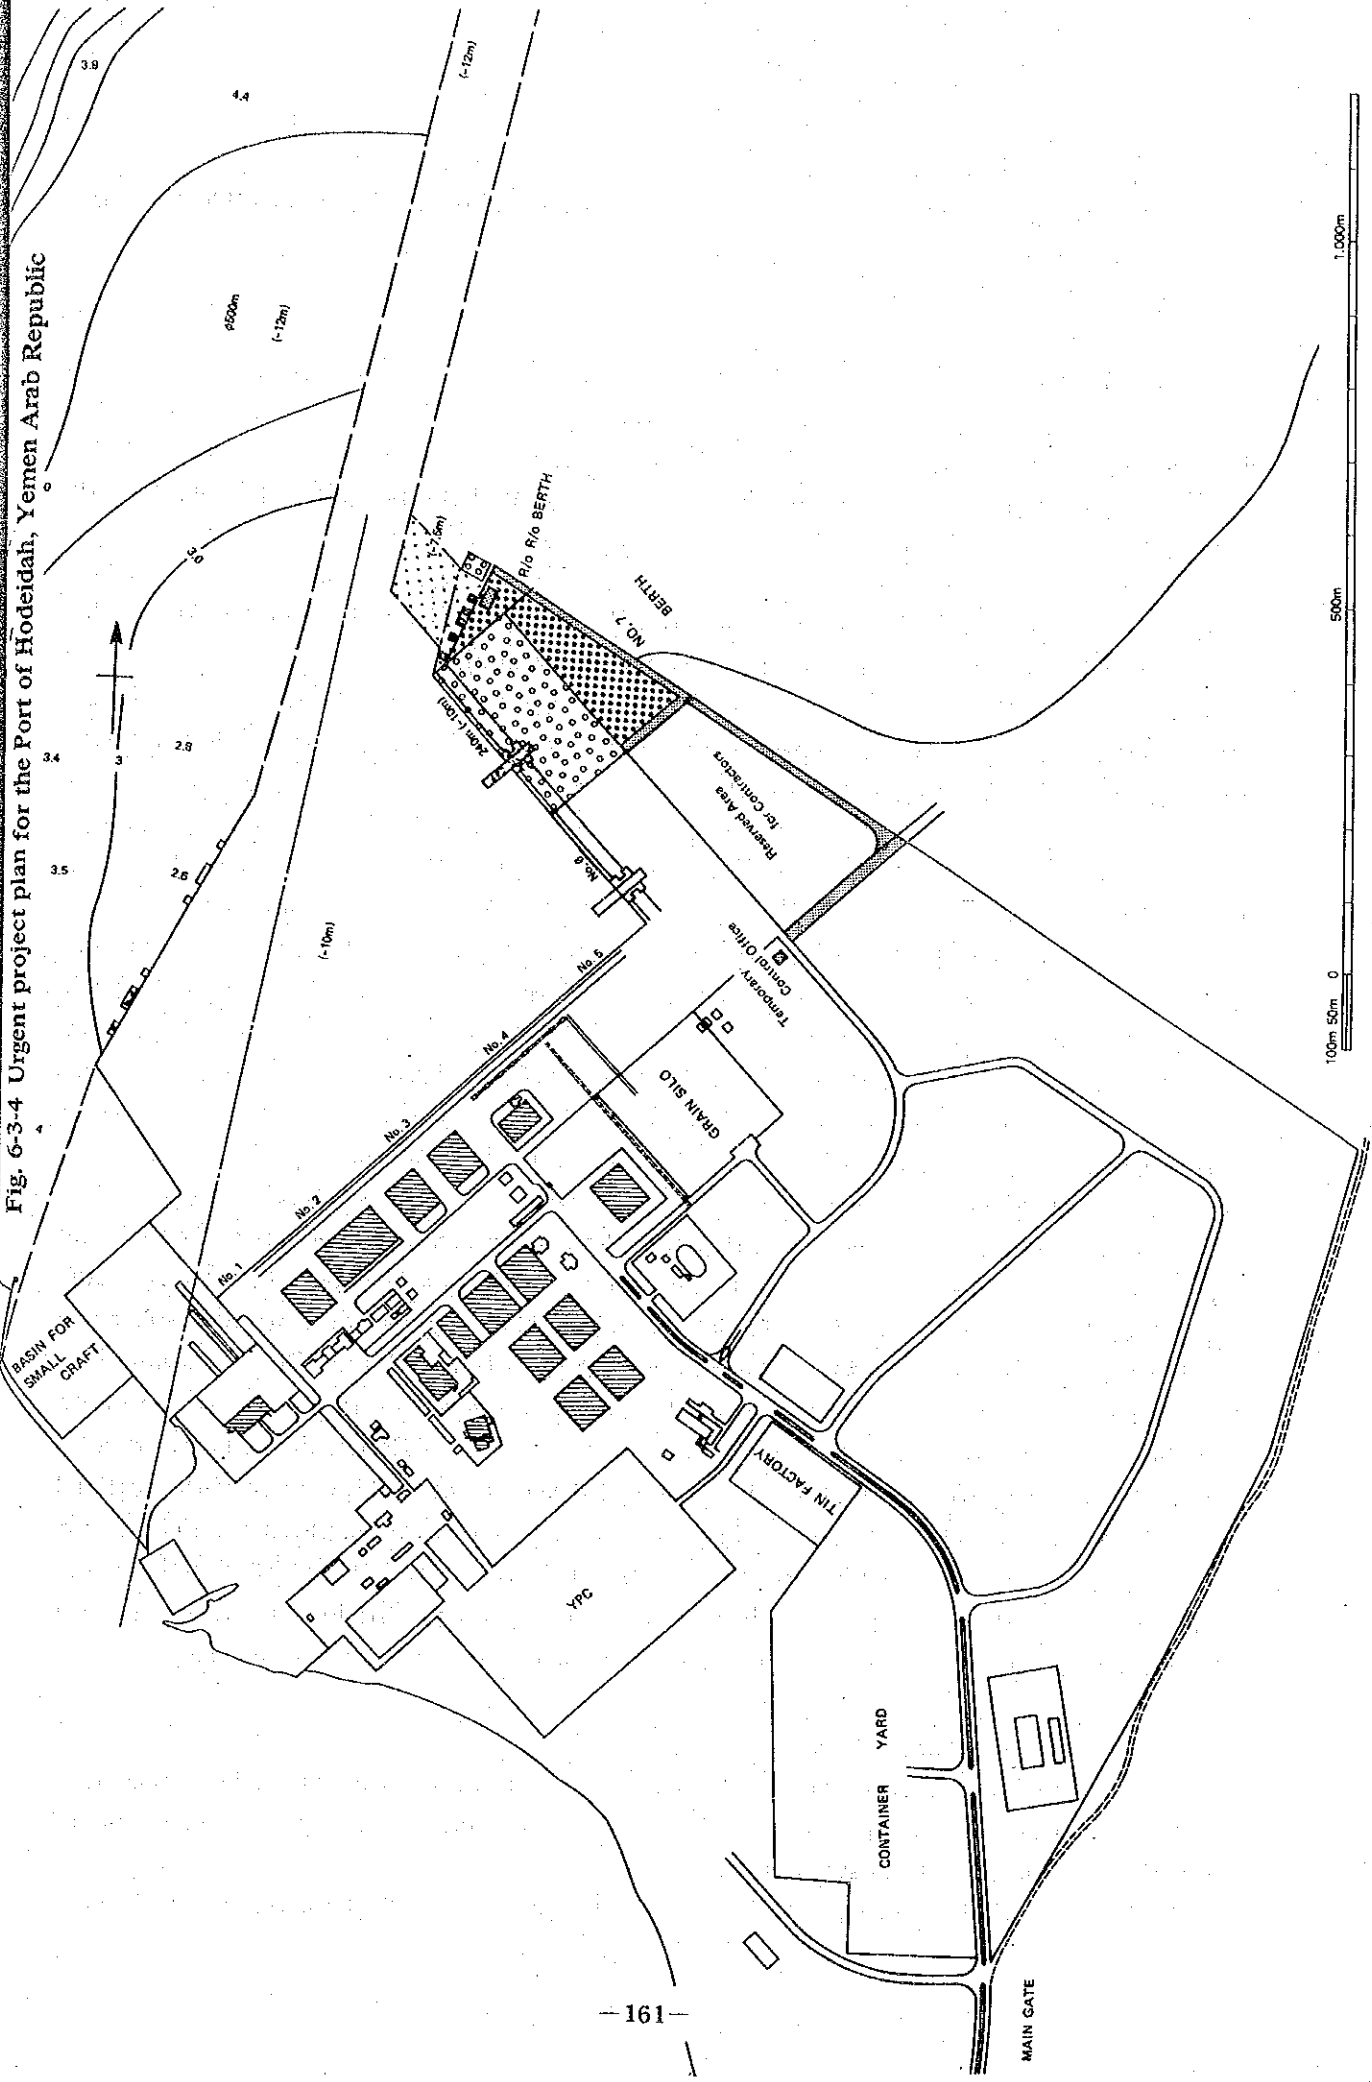 Fig. 6-3-4 Urgent project plan for the Port of Hodeidah, Yemen Arab Republic
3.9
4.4
(-12m)
φ500m
(-12m)
0
3.0
3
3.4
2.8
3.5
2.6
4
(-10m)
(-7.5m)
R/o R/o BERTH
NO. 7
BERTH
240m (-10m)
No. 6
Reserved Area
for Contractors
Temporary
Control Office
No. 5
No. 4
No. 3
No. 2
No. 1
GRAIN SILO
BASIN FOR
SMALL
CRAFT
TIN FACTORY
YPC
CONTAINER YARD
MAIN GATE
100m 50m 0
500m
1.000m
—161—